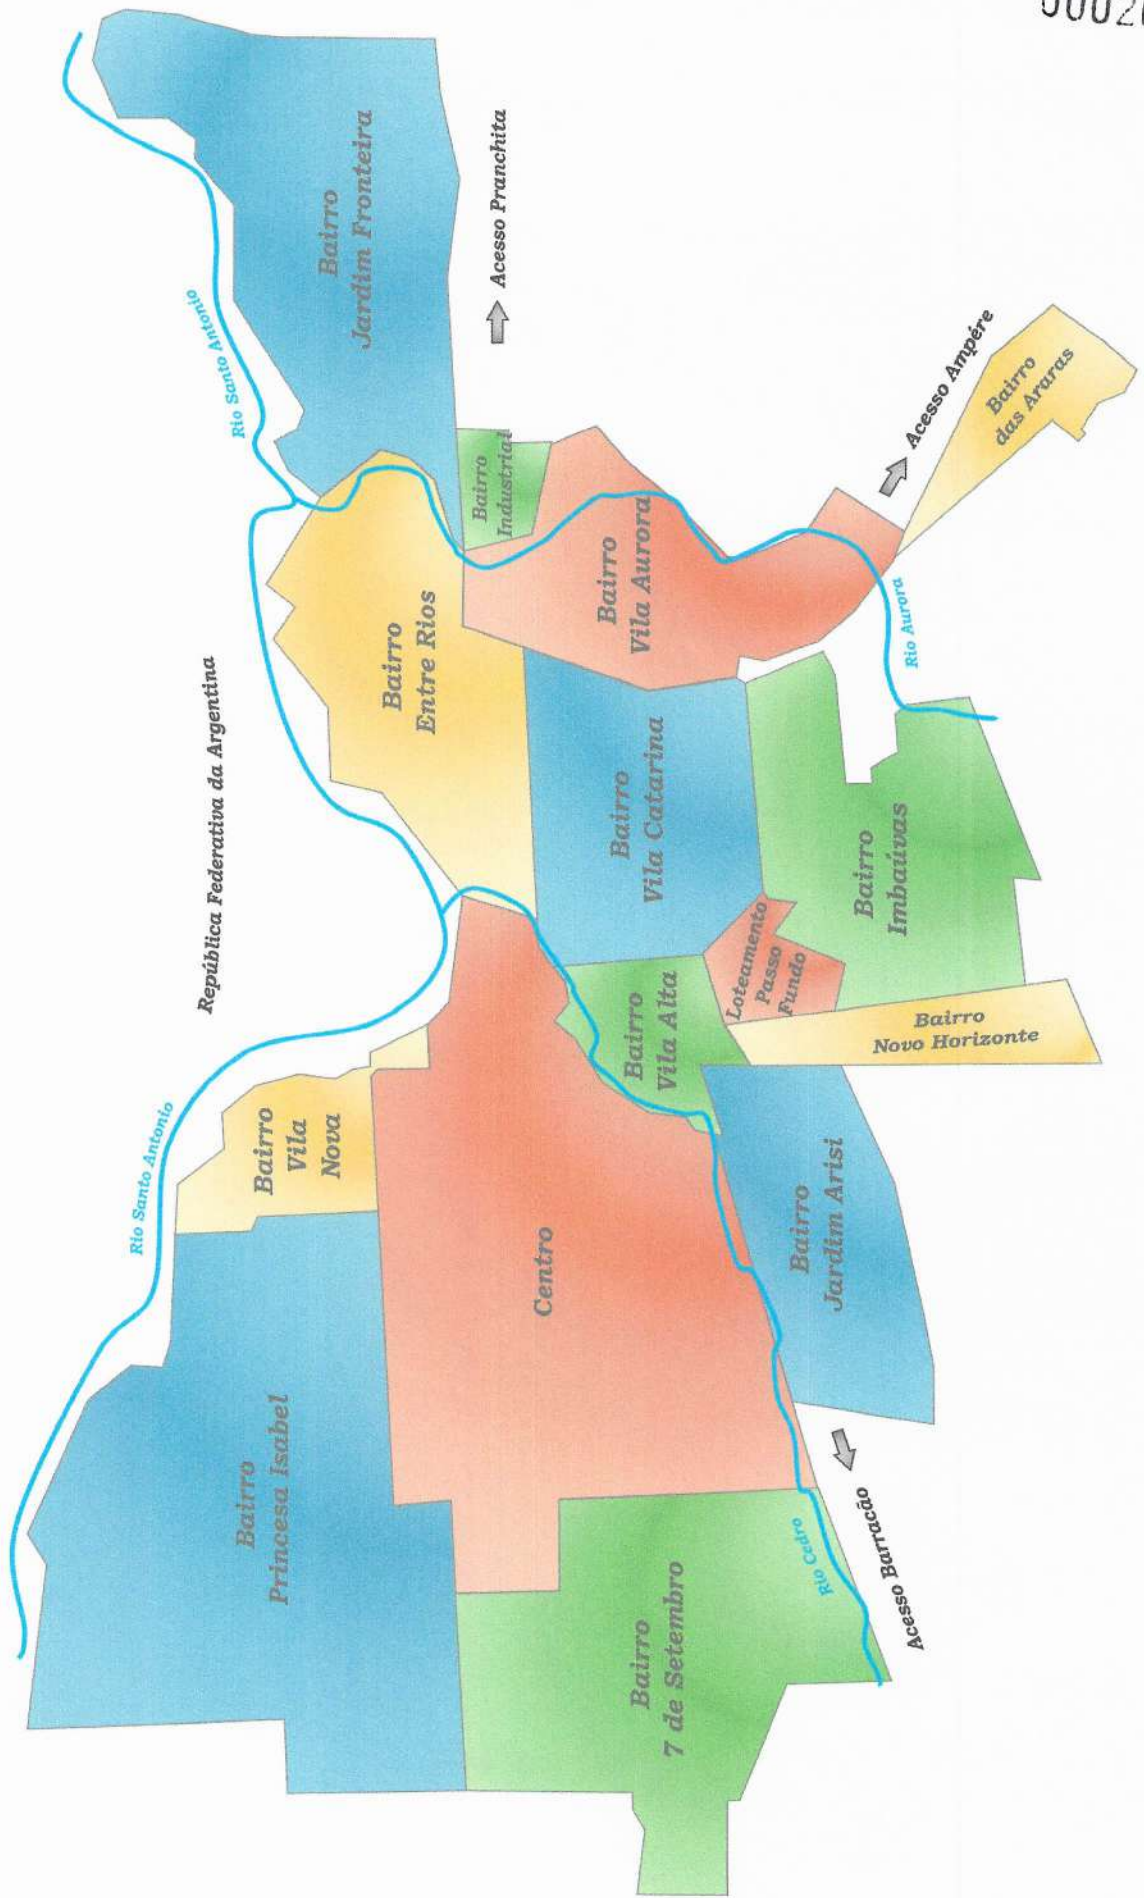 República Federativa da Argentina
Rio Santo Antonio
Rio Santo Antonio
Bairro
Jardim Fronteira
Acesso Pranchita
Bairro
Princesa Isabel
Bairro
Vila
Nova
Bairro
Entre Rios
Bairro
Industrial
Centro
Bairro
Vila Aurora
Bairro
7 de Setembro
Bairro
Vila Alta
Bairro
Vila Catarina
Acesso Ampére
Bairro
das Araras
Rio Cedro
Bairro
Jardim Arisi
Loteamento
Passo
Fundo
Bairro
Imbaúvas
Rio Aurora
Acesso Barracão
Bairro
Novo Horizonte